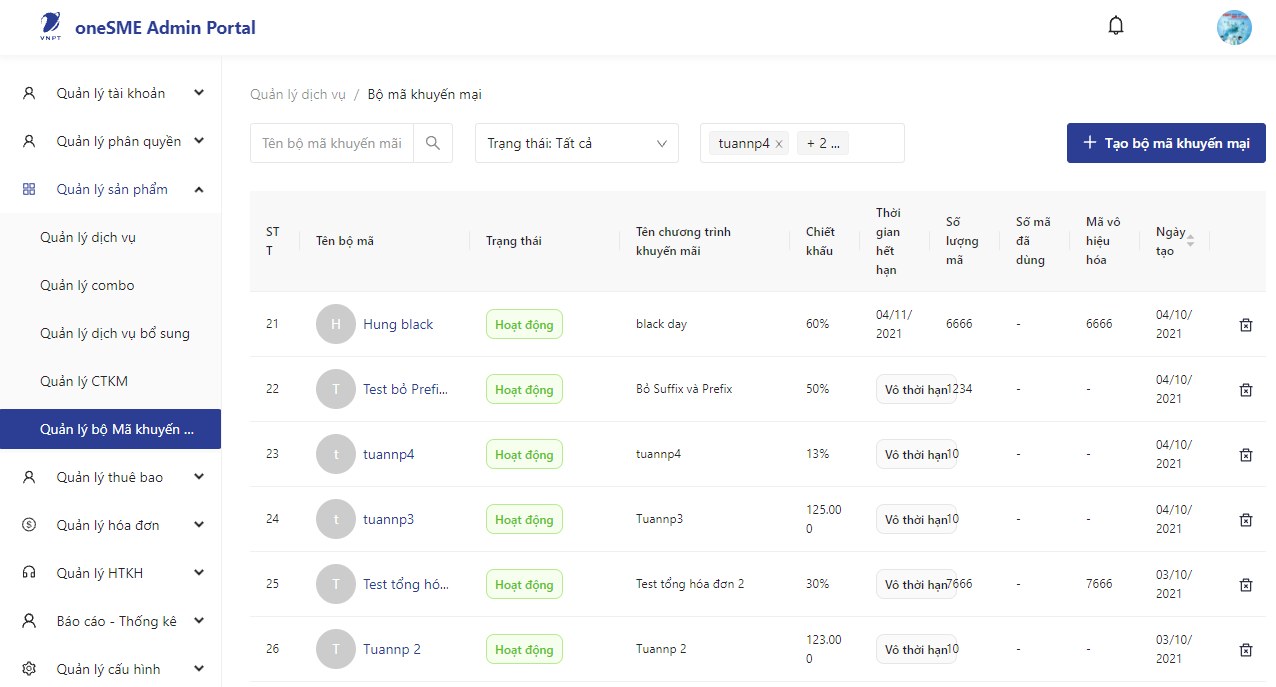 VNPT
oneSME Admin Portal
Quản lý tài khoản
Quản lý phân quyền
Quản lý sản phẩm
Quản lý dịch vụ
Quản lý combo
Quản lý dịch vụ bổ sung
Quản lý CTKM
Quản lý bộ Mã khuyến ...
Quản lý thuê bao
Quản lý hóa đơn
Quản lý HTKH
Báo cáo - Thống kê
Quản lý cấu hình
Quản lý dịch vụ / Bộ mã khuyến mại
Tên bộ mã khuyến mãi
Trạng thái: Tất cả
tuannp4 × + 2 ...
+ Tạo bộ mã khuyến mại
ST
T
Tên bộ mã
Trạng thái
Tên chương trình
khuyến mãi
Chiết
khấu
Thời
gian
hết
hạn
Số
lượng
mã
Số mã
đã
dùng
Mã vô
hiệu
hóa
Ngày
tạo
21 H Hung black Hoạt động black day 60% 04/11/ 6666 - 6666 04/10/
2021 2021
22 T Test bỏ Prefi... Hoạt động Bỏ Suffix và Prefix 50% Vô thời hạn 1234 - - 04/10/
2021
23 t tuannp4 Hoạt động tuannp4 13% Vô thời hạn 10 - - 04/10/
2021
24 t tuannp3 Hoạt động Tuannp3 125.00 Vô thời hạn 10 - - 04/10/
0 2021
25 T Test tổng hó... Hoạt động Test tổng hóa đơn 2 30% Vô thời hạn 7666 - 7666 03/10/
2021
26 T Tuannp 2 Hoạt động Tuannp 2 123.00 Vô thời hạn 10 - - 03/10/
0 2021